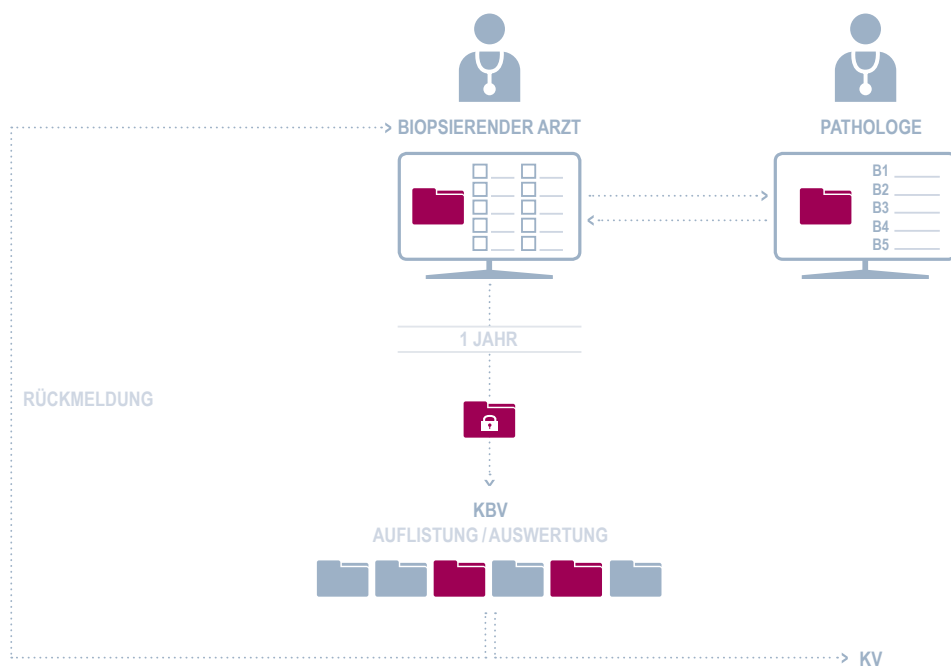 BIOPSIERENDER ARZT
PATHOLOGE
B1
B2
B3
B4
B5
1 JAHR
RÜCKMELDUNG
KBV
AUFLISTUNG / AUSWERTUNG
KV